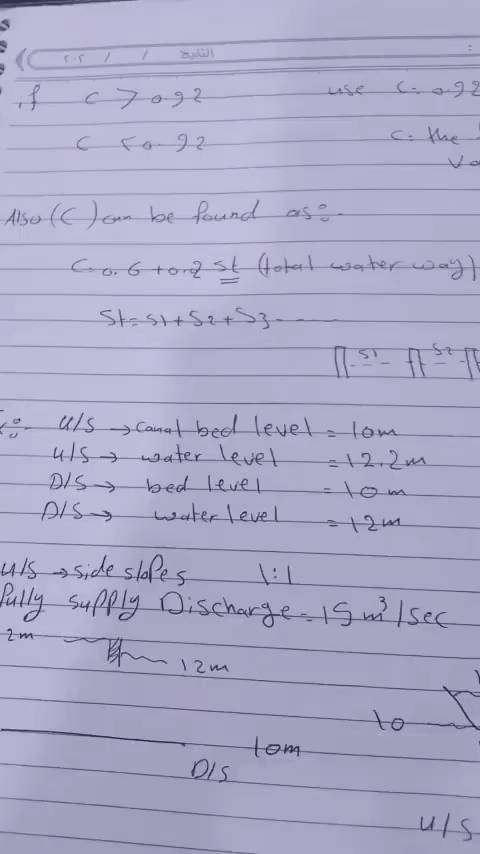 التاريخ / / ٢٠٢
if C > 0.92 use C = 0.92
C < 0.92 C = the
Also (C) can be found as:-
C = 0.6 + 0.2 St (total water way)
St = S1 + S2 + S3 -----
S1 S2
U/S → Canal bed level = 10m
U/S → water level = 12.2m
D/S → bed level = 10m
D/S → water level = 12m
U/S → side slopes 1:1
Fully supply Discharge = 15 m³/sec
2m 12m
10
10m
D/S
U/S